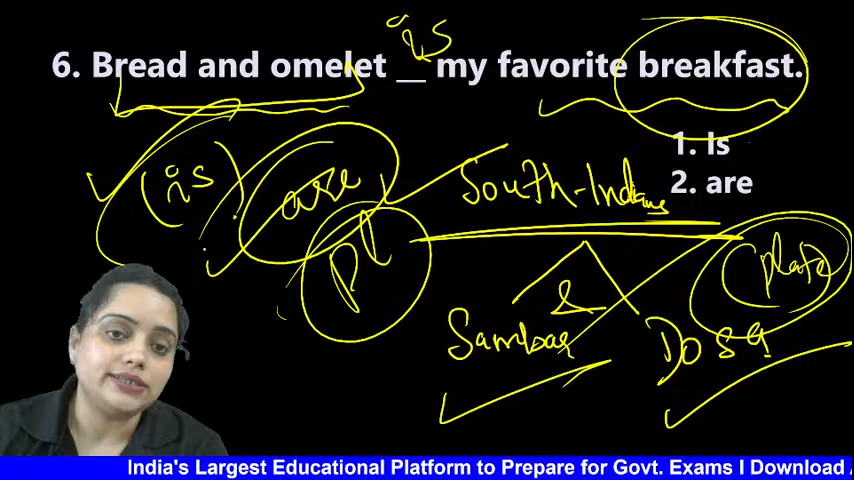 is
6. Bread and omelet __ my favorite breakfast.
1. Is
2. are
(is)
are
South-Indians
Pl
plate
&
Sambar
Dosa
India's Largest Educational Platform to Prepare for Govt. Exams I Download